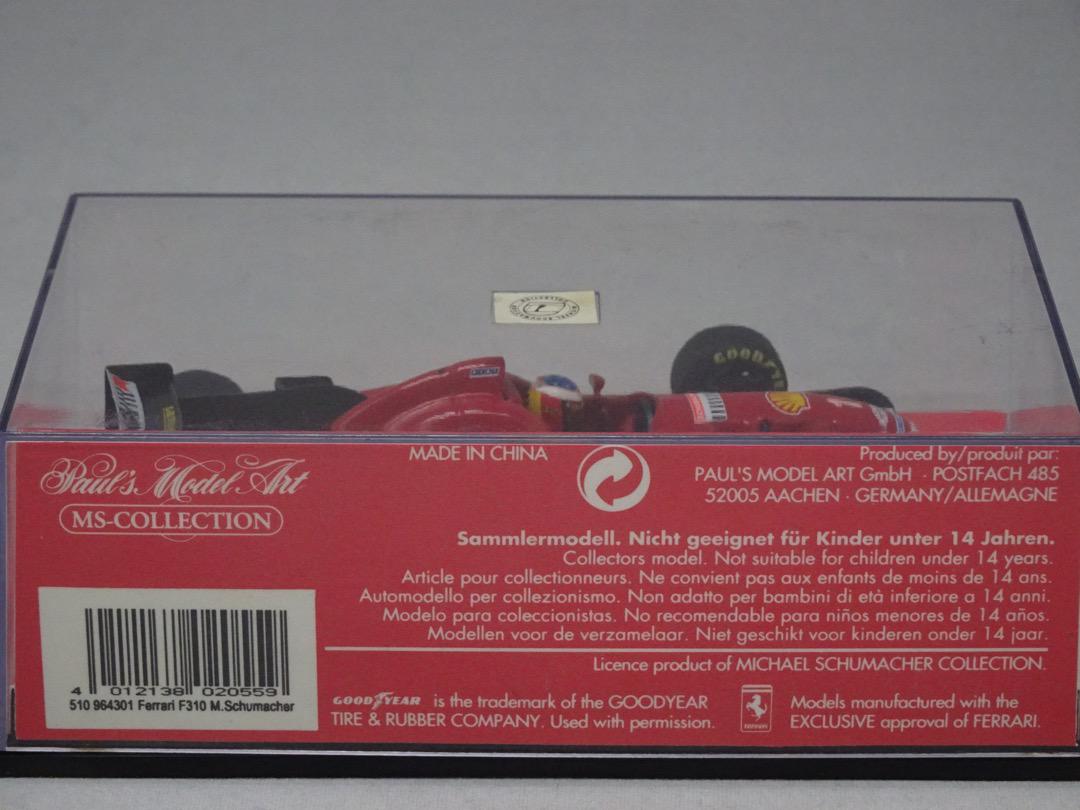 FIAT
GOODYEAR
Paul's Model Art
MS-COLLECTION
MADE IN CHINA
Produced by/produit par:
PAUL'S MODEL ART GmbH · POSTFACH 485
52005 AACHEN · GERMANY/ALLEMAGNE
Sammlermodell. Nicht geeignet für Kinder unter 14 Jahren.
Collectors model. Not suitable for children under 14 years.
Article pour collectionneurs. Ne convient pas aux enfants de moins de 14 ans.
Automodello per collezionismo. Non adatto per bambini di età inferiore a 14 anni.
Modelo para coleccionistas. No recomendable para niños menores de 14 años.
Modellen voor de verzamelaar. Niet geschikt voor kinderen onder 14 jaar.
Licence product of MICHAEL SCHUMACHER COLLECTION.
4 012138 020559
510 964301 Ferrari F310 M.Schumacher
GOODYEAR is the trademark of the GOODYEAR
TIRE & RUBBER COMPANY. Used with permission.
Ferrari
Models manufactured with the
EXCLUSIVE approval of FERRARI.